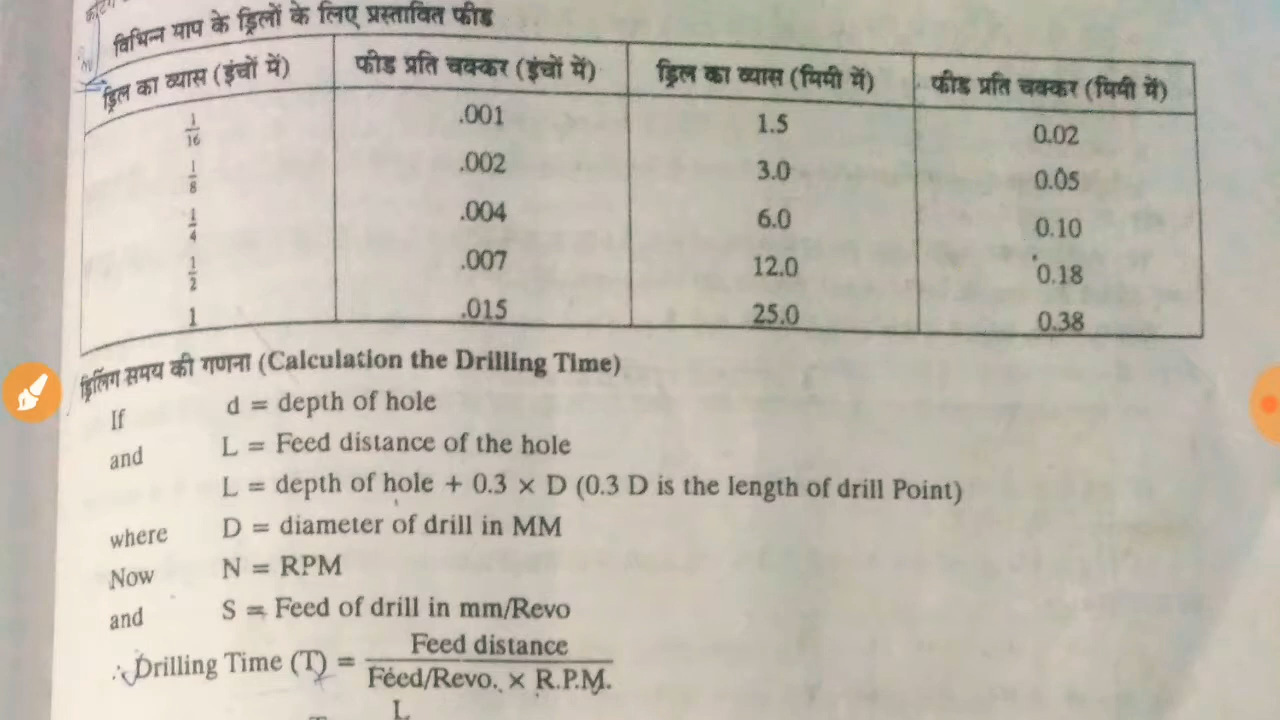 विभिन्न माप के ड्रिलों के लिए प्रस्तावित फीड
ड्रिल का व्यास (इंचों में) फीड प्रति चक्कर (इंचों में) ड्रिल का व्यास (मिमी में) फीड प्रति चक्कर (मिमी में)
1/16 .001 1.5 0.02
1/8 .002 3.0 0.05
1/4 .004 6.0 0.10
1/2 .007 12.0 0.18
1 .015 25.0 0.38
ड्रिलिंग समय की गणना (Calculation the Drilling Time)
If d = depth of hole
and L = Feed distance of the hole
L = depth of hole + 0.3 × D (0.3 D is the length of drill Point)
where D = diameter of drill in MM
Now N = RPM
and S = Feed of drill in mm/Revo
∴ Drilling Time (T) = Feed distance
Feed/Revo. × R.P.M.
L